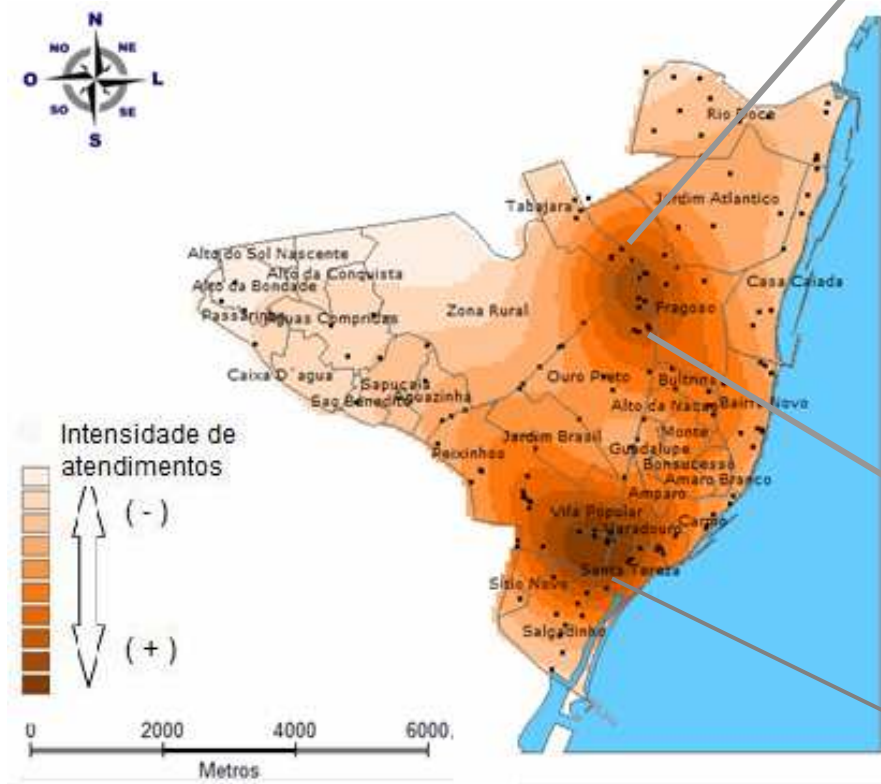 N
NO NE
O L
SO SE
S
Rio Doce
Jardim Atlantico
Tabajara
Alto do Sol Nascente
Alto da Conquista
Alto da Bondade
Casa Caiada
Zona Rural
Fragoso
Passarinho
Aguas Compridas
Caixa D`agua
Sapucaia
Ouro Preto
Bultrins
Sao Benedito
Aguazinha
Alto da Nacao
Bairro Novo
Intensidade de
atendimentos
Jardim Brasil
Monte
Peixinhos
Guadalupe
Bonsucesso
Amaro Branco
Amparo
( - )
Vila Popular
Varadouro
Carmo
Santa Tereza
Sitio Novo
Salgadinho
( + )
0 2000 4000 6000.
Metros